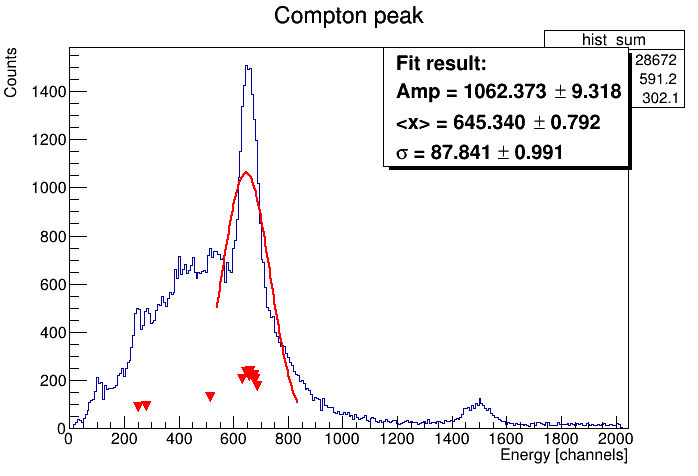 Compton peak
hist_sum
28672
591.2
302.1
Fit result:
Amp = 1062.373 ± 9.318
<x> = 645.340 ± 0.792
σ = 87.841 ± 0.991
Counts
1400
1200
1000
800
600
400
200
0
0 200 400 600 800 1000 1200 1400 1600 1800 2000
Energy [channels]